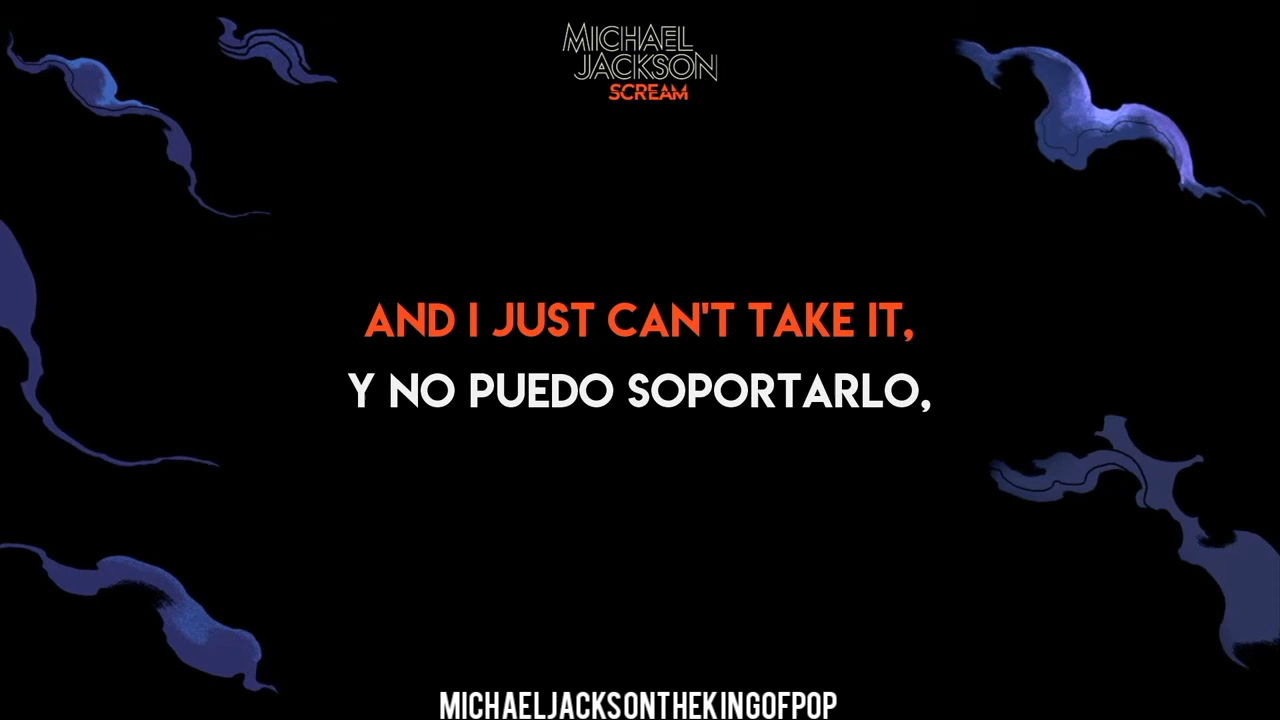 MICHAEL
JACKSON
SCREAM
AND I JUST CAN'T TAKE IT,
Y NO PUEDO SOPORTARLO,
MICHAELJACKSONTHEKINGOFPOP